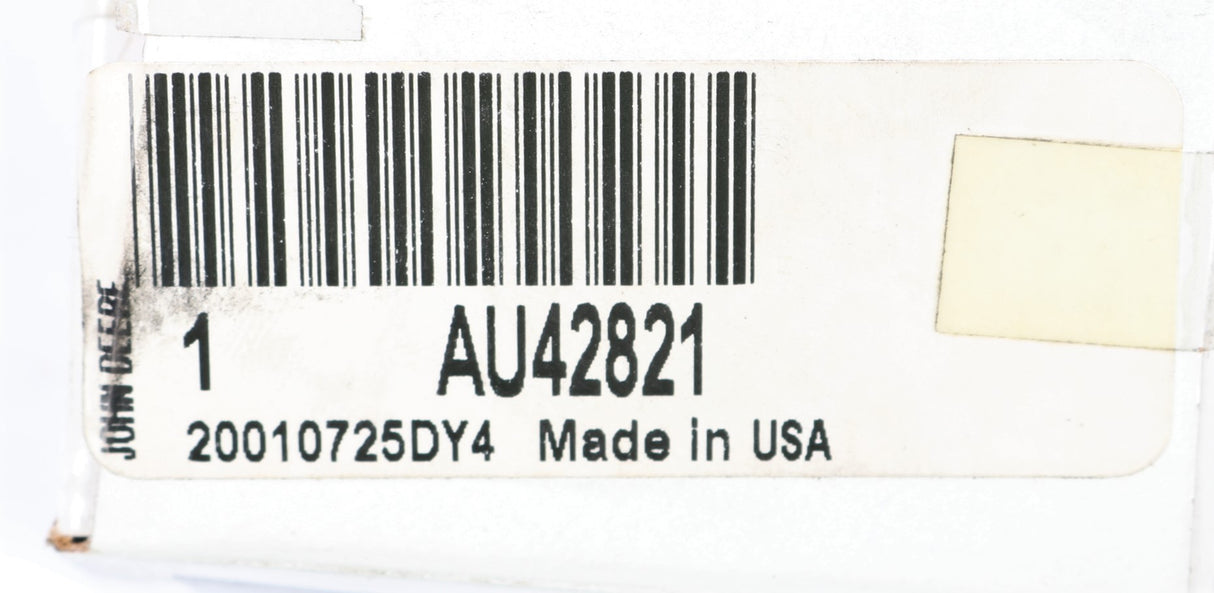 JOHN DEERE
1 AU42821
20010725DY4 Made in USA